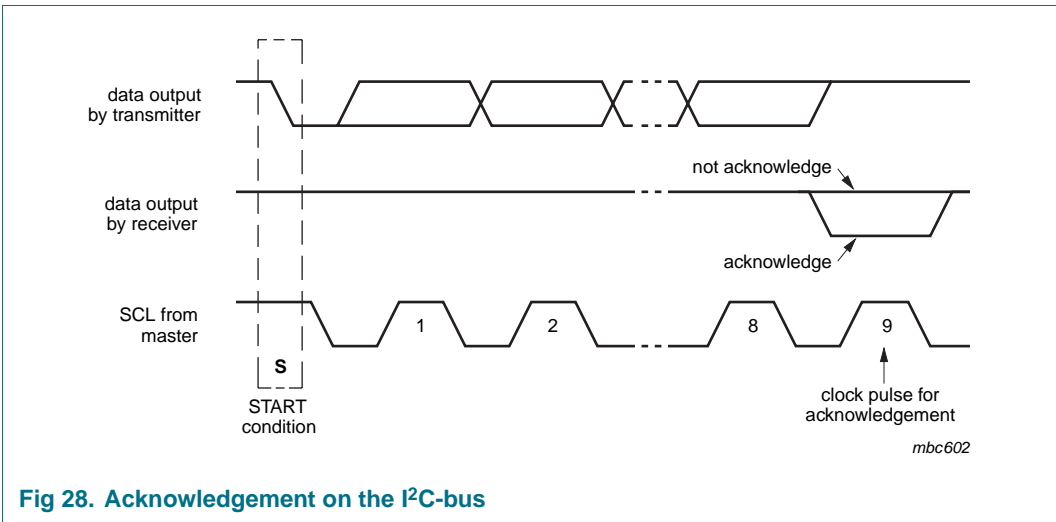 data output
by transmitter
not acknowledge
data output
by receiver
acknowledge
SCL from
master
1
2
8
9
S
START
condition
clock pulse for
acknowledgement
mbc602
Fig 28. Acknowledgement on the I²C-bus